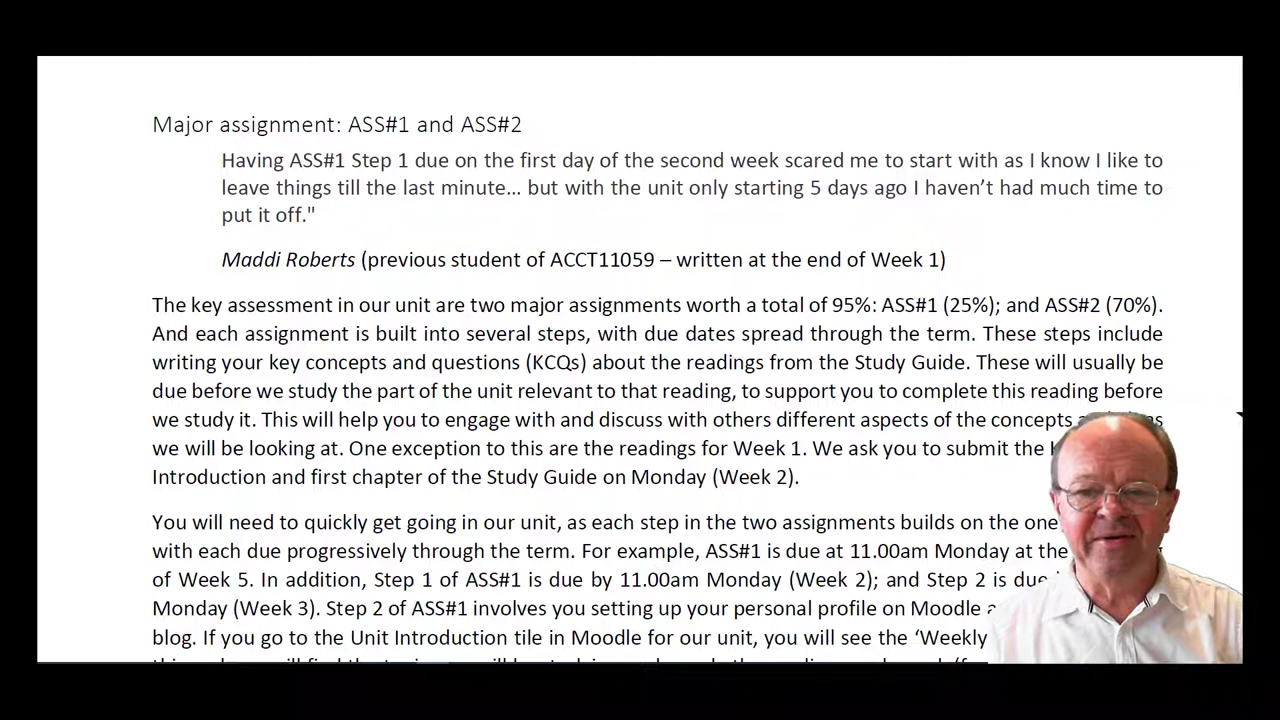 Major assignment: ASS#1 and ASS#2
Having ASS#1 Step 1 due on the first day of the second week scared me to start with as I know I like to
leave things till the last minute… but with the unit only starting 5 days ago I haven’t had much time to
put it off."
Maddi Roberts (previous student of ACCT11059 – written at the end of Week 1)
The key assessment in our unit are two major assignments worth a total of 95%: ASS#1 (25%); and ASS#2 (70%).
And each assignment is built into several steps, with due dates spread through the term. These steps include
writing your key concepts and questions (KCQs) about the readings from the Study Guide. These will usually be
due before we study the part of the unit relevant to that reading, to support you to complete this reading before
we study it. This will help you to engage with and discuss with others different aspects of the concepts
we will be looking at. One exception to this are the readings for Week 1. We ask you to submit the
Introduction and first chapter of the Study Guide on Monday (Week 2).
You will need to quickly get going in our unit, as each step in the two assignments builds on the one
with each due progressively through the term. For example, ASS#1 is due at 11.00am Monday at the
of Week 5. In addition, Step 1 of ASS#1 is due by 11.00am Monday (Week 2); and Step 2 is due
Monday (Week 3). Step 2 of ASS#1 involves you setting up your personal profile on Moodle
blog. If you go to the Unit Introduction tile in Moodle for our unit, you will see the ‘Weekly